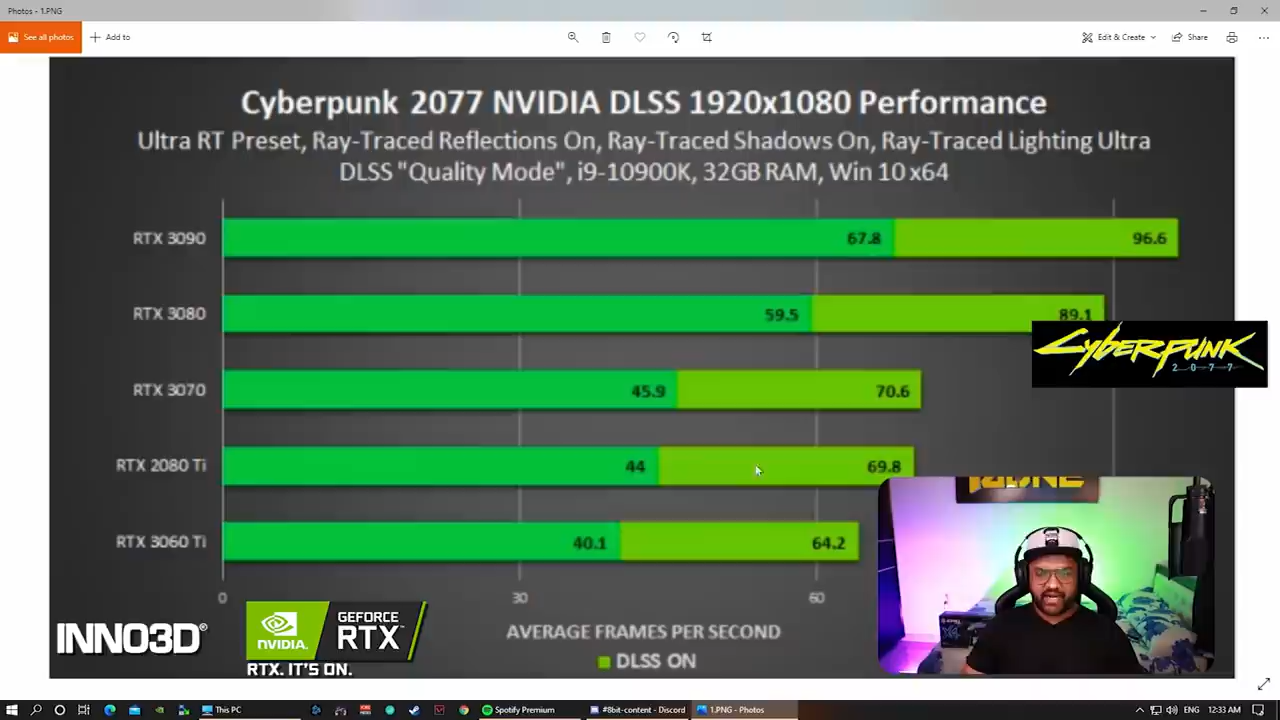 Photos - 1.PNG
See all photos
Add to
Edit & Create
Share
Cyberpunk 2077 NVIDIA DLSS 1920x1080 Performance
Ultra RT Preset, Ray-Traced Reflections On, Ray-Traced Shadows On, Ray-Traced Lighting Ultra
DLSS "Quality Mode", i9-10900K, 32GB RAM, Win 10 x64
RTX 3090 67.8 96.6
RTX 3080 59.5 89.1
CYBERPUNK
2077
RTX 3070 45.9 70.6
RTX 2080 Ti 44 69.8
RTX 3060 Ti 40.1 64.2
0 30 60
INNO3D®
NVIDIA.
GEFORCE
RTX™
RTX. IT'S ON.
AVERAGE FRAMES PER SECOND
DLSS ON
This PC
Spotify Premium
#8bit-content - Discord
1.PNG - Photos
ENG
12:33 AM